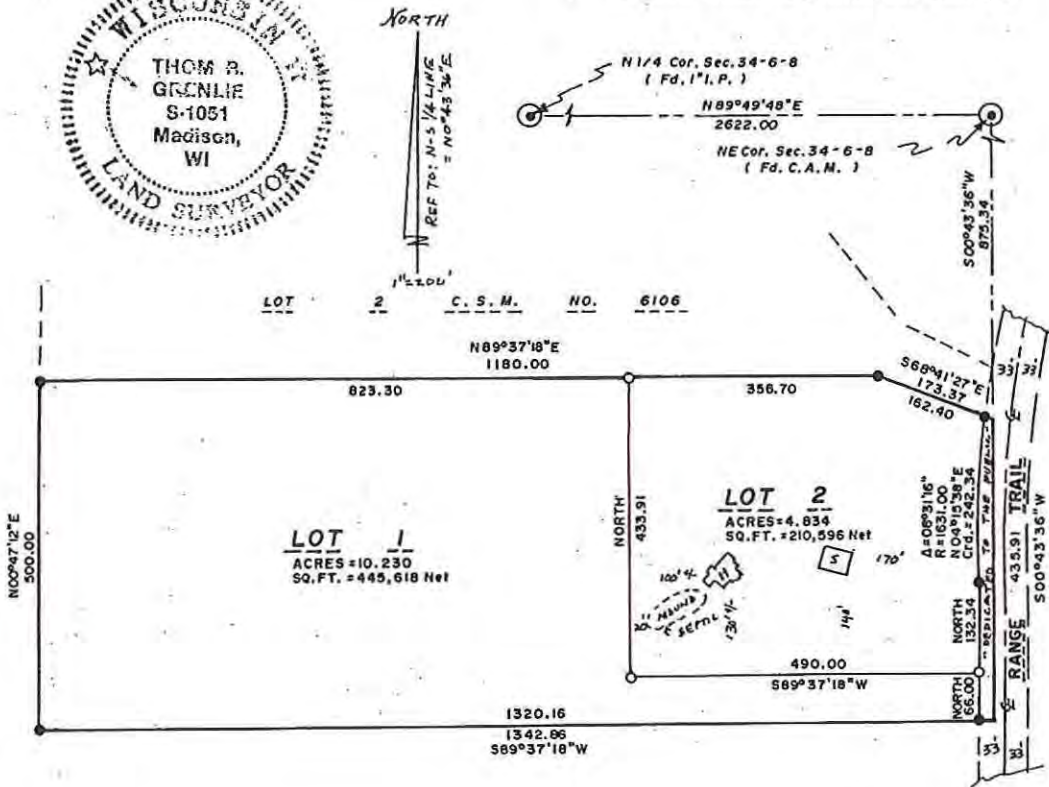 WISCONSIN
THOM R.
GRENLIE
S-1051
Madison,
WI
LAND SURVEYOR
NORTH
REF TO: N-S 1/4 LINE
= N0°43'36"E
N 1/4 Cor. Sec. 34-6-8
( Fd. 1" I.P. )
N89°49'48"E
2622.00
NE Cor. Sec. 34-6-8
( Fd. C.A.M. )
S00°43'36"W
875.34
LOT 2 C.S.M. NO. 6106
N89°37'18"E
1180.00
823.30
356.70
S68°41'27"E
173.37
162.40
33' 33'
N00°47'12"E
500.00
LOT 1
ACRES=10.230
SQ.FT.=445,618 Net
NORTH
433.91
LOT 2
ACRES=4.834
SQ.FT.=210,596 Net
S
170'
100' +/-
H
MOUND
SEPTIC
130' +/-
Δ=08°31'16"
R=1631.00
N04°15'38"E
Crd.=242.34
"DEDICATED TO THE PUBLIC"
RANGE TRAIL
433.91
S00°43'36"W
NORTH
132.34
490.00
S89°37'18"W
NORTH
66.00
1320.16
1342.86
S89°37'18"W
33' 33'